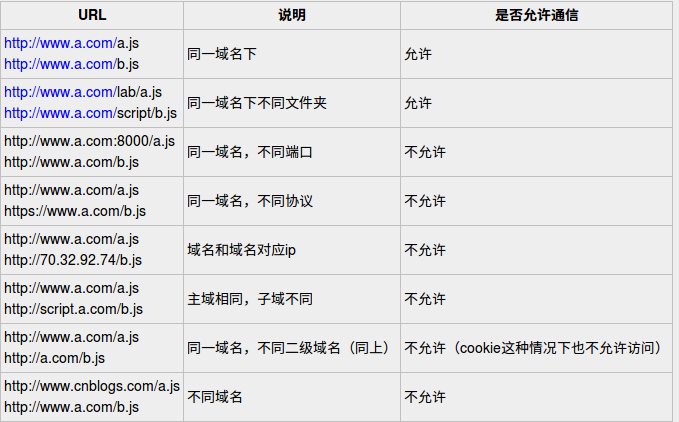 URL 说明 是否允许通信
http://www.a.com/a.js
http://www.a.com/b.js
同一域名下
允许
http://www.a.com/lab/a.js
http://www.a.com/script/b.js
同一域名下不同文件夹
允许
http://www.a.com:8000/a.js
http://www.a.com/b.js
同一域名，不同端口
不允许
http://www.a.com/a.js
https://www.a.com/b.js
同一域名，不同协议
不允许
http://www.a.com/a.js
http://70.32.92.74/b.js
域名和域名对应ip
不允许
http://www.a.com/a.js
http://script.a.com/b.js
主域相同，子域不同
不允许
http://www.a.com/a.js
http://a.com/b.js
同一域名，不同二级域名（同上）
不允许（cookie这种情况下也不允许访问）
http://www.cnblogs.com/a.js
http://www.a.com/b.js
不同域名
不允许